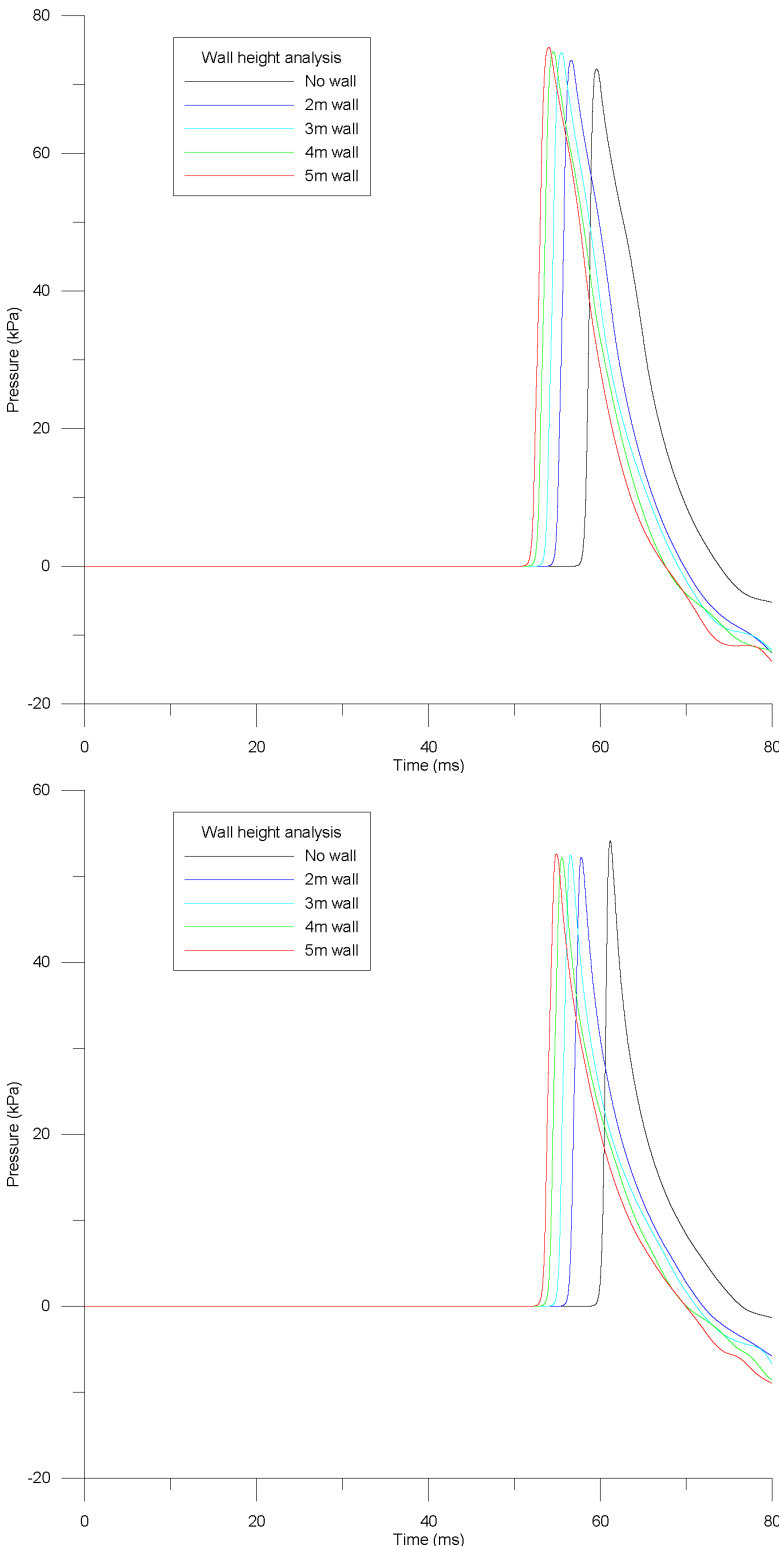 80
60
40
20
0
-20
Pressure (kPa)
Wall height analysis
No wall
2m wall
3m wall
4m wall
5m wall
0 20 40 60 80
Time (ms)
60
40
20
0
-20
Pressure (kPa)
Wall height analysis
No wall
2m wall
3m wall
4m wall
5m wall
0 20 40 60 80
Time (ms)